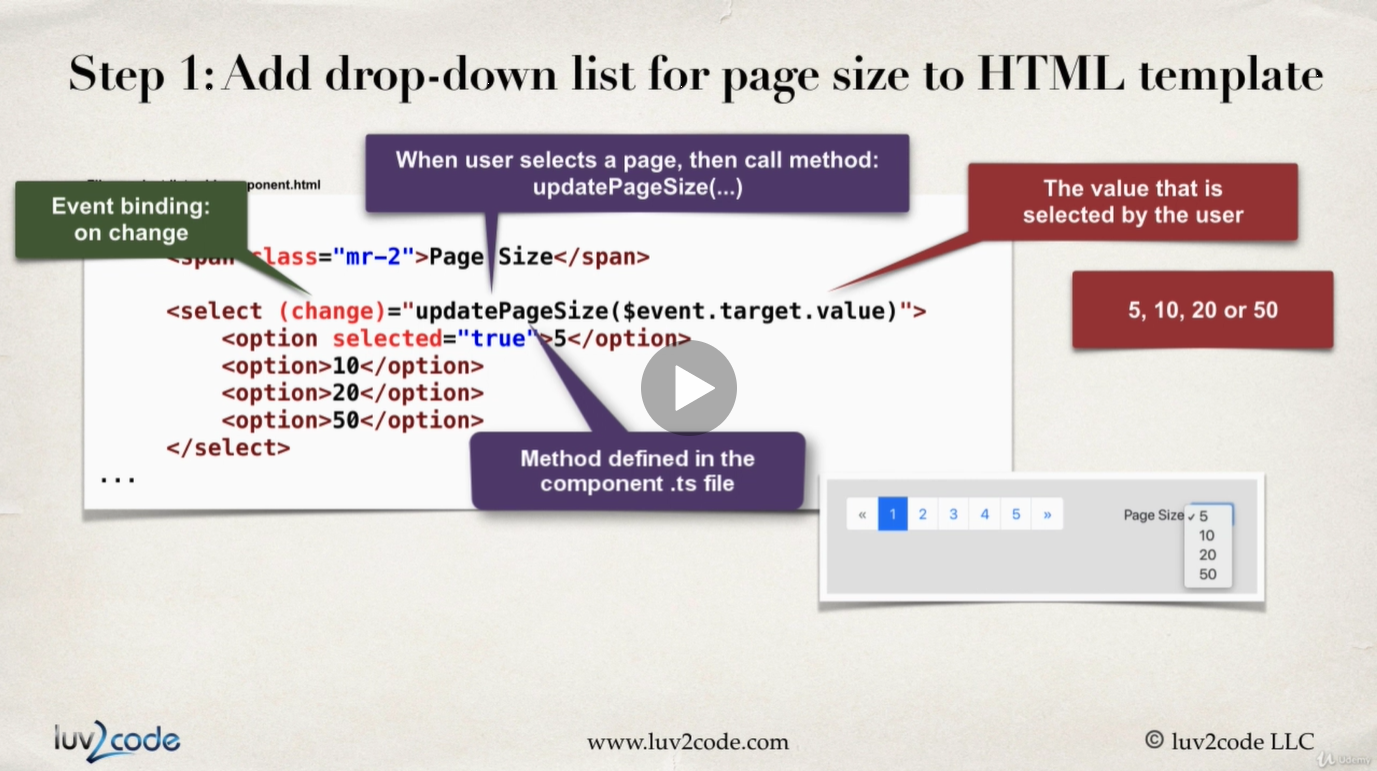 Step 1: Add drop-down list for page size to HTML template
When user selects a page, then call method:
updatePageSize(...)
The value that is
selected by the user
ponent.html
Event binding:
on change
<span class="mr-2">Page Size</span>
<select (change)="updatePageSize($event.target.value)">
<option selected="true">5</option>
<option>10</option>
<option>20</option>
<option>50</option>
</select>
...
5, 10, 20 or 50
Method defined in the
component .ts file
« 1 2 3 4 5 »
Page Size ✓ 5
10
20
50
luv2code
www.luv2code.com
© luv2code LLC
Udemy